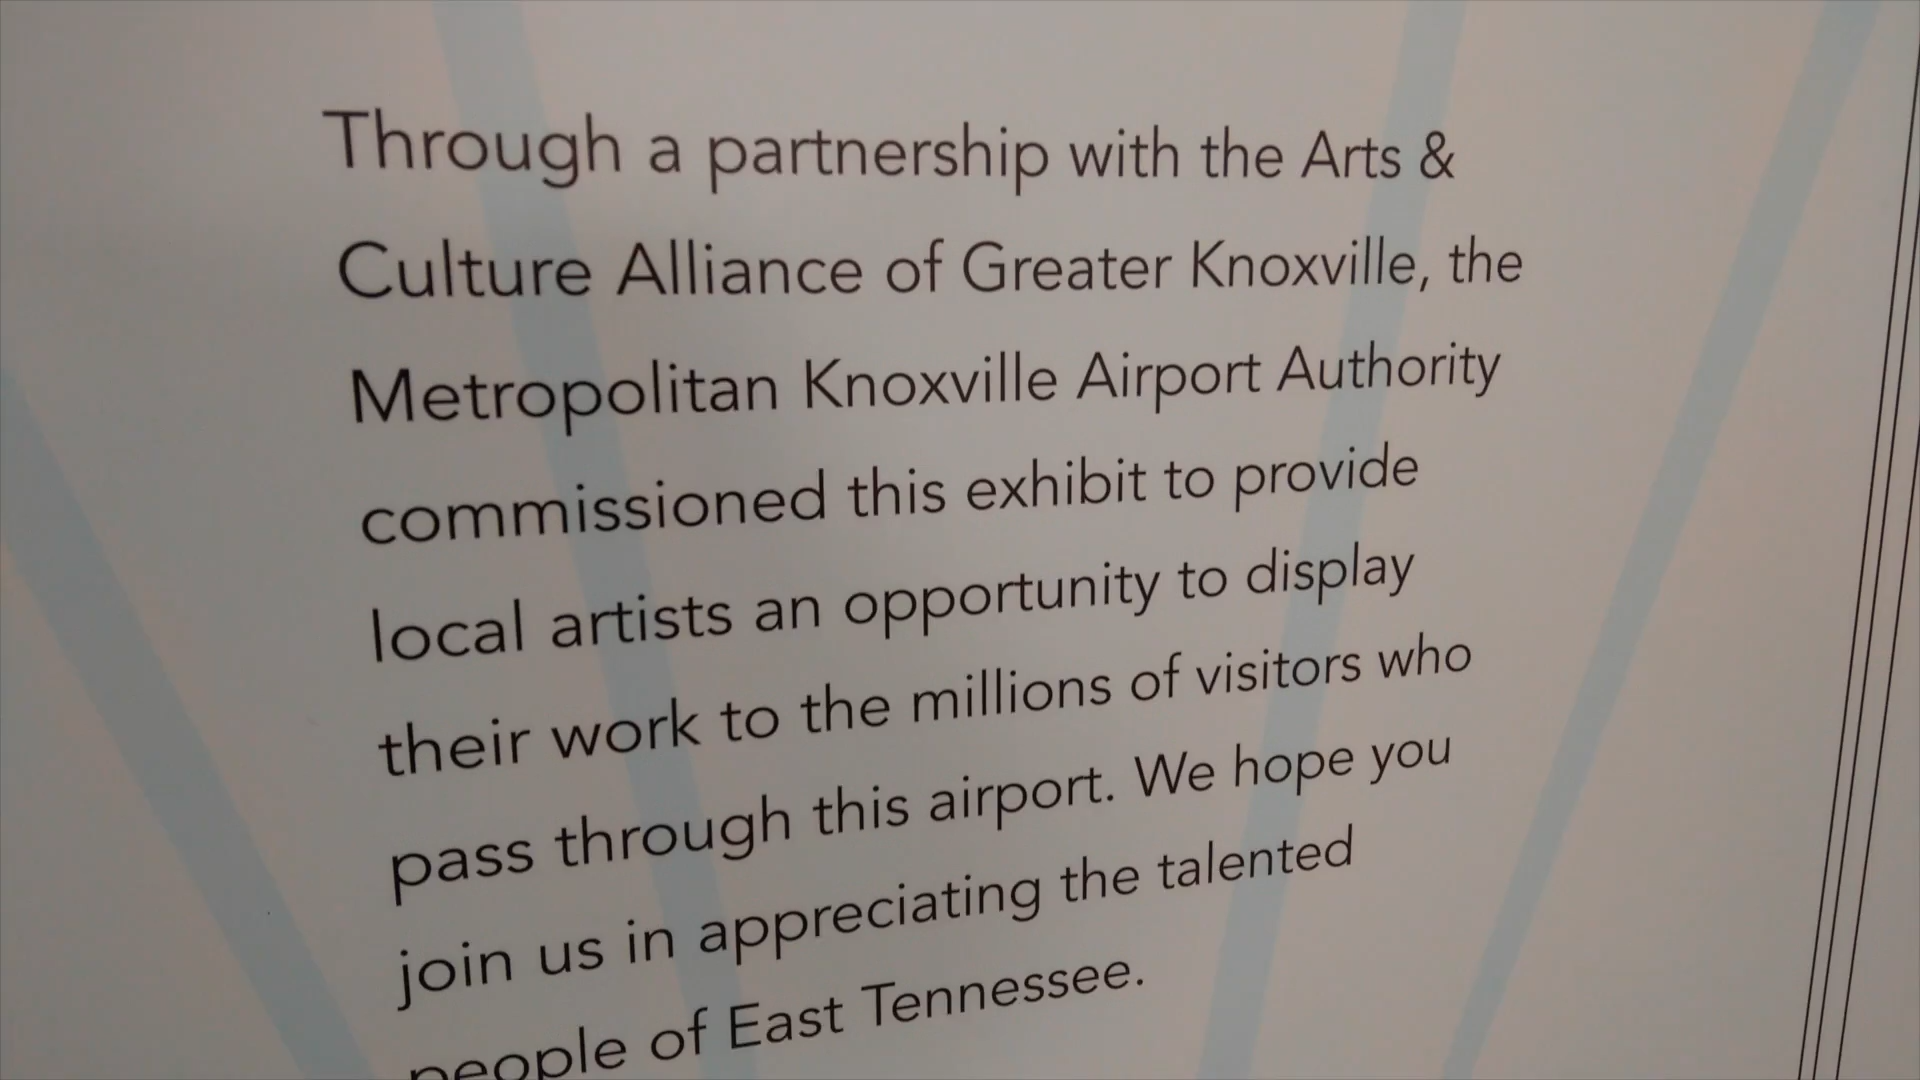 Through a partnership with the Arts &
Culture Alliance of Greater Knoxville, the
Metropolitan Knoxville Airport Authority
commissioned this exhibit to provide
local artists an opportunity to display
their work to the millions of visitors who
pass through this airport. We hope you
join us in appreciating the talented
people of East Tennessee.